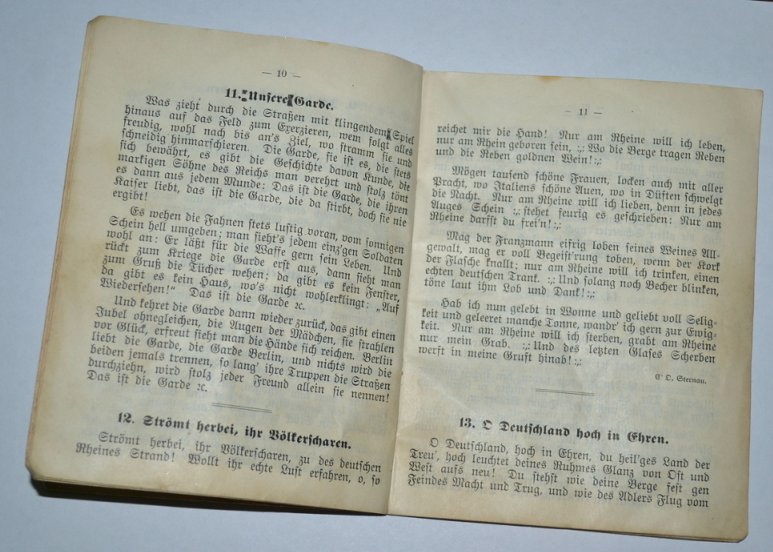 — 10 —
11. Unsere Garde.
Was zieht durch die Straßen mit klingendem Spiel
hinaus auf das Feld zum Exerzieren, wem folgt alles
freudig, wohl nach bis an's Ziel, wo stramm sie und
schneidig hinmarschieren. Die Garde, sie ist es, die stets
sich bewährt, es gibt die Geschichte davon Kunde, die
markigen Söhne des Reichs man verehrt und stolz tönt
es dann aus jedem Munde: Das ist die Garde, die ihren
Kaiser liebt, das ist die Garde, die da stirbt, doch sie nie
ergibt!
Es wehen die Fahnen stets lustig voran, vom sonnigen
Schein hell umgeben; man sieht's jedem einz'gen Soldaten
wohl an: Er läßt für die Waffe gern sein Leben. Und
rückt zum Kriege die Garde erst aus, dann sieht man
zum Gruß die Tücher wehen; da gibt es kein Fenster,
da gibt es kein Haus, wo's nicht wohlerklingt: „Auf
Wiedersehen!" Das ist die Garde ꝛc.
Und kehret die Garde dann wieder zurück, das gibt einen
Jubel ohnegleichen, die Augen der Mädchen, sie strahlen
vor Glück, erfreut sieht man die Hände sich reichen. Berlin
liebt die Garde, die Garde Berlin, und nichts wird die
beiden jemals trennen, so lang' ihre Truppen die Straßen
durchziehn, wird stolz jeder Freund allein sie nennen!
Das ist die Garde ꝛc.
12. Strömt herbei, ihr Völkerscharen.
Strömt herbei, ihr Völkerscharen, zu des deutschen
Rheines Strand! Wollt ihr echte Lust erfahren, o, so
— 11 —
reichet mir die Hand! Nur am Rheine will ich leben,
nur am Rhein geboren sein, :,: Wo die Berge tragen Reben
und die Reben goldnen Wein! :,:
Mögen tausend schöne Frauen, locken auch mit aller
Pracht, wo Italiens schöne Auen, wo in Düften schwelgt
die Nacht. Nur am Rheine will ich lieben, denn in jedes
Auges Schein :,: stehet feurig es geschrieben: Nur am
Rheine darfst du frei'n! :,:
Mag der Franzmann eifrig loben seines Weines All-
gewalt, mag er voll Begeist'rung toben, wenn der Kork
der Flasche knallt; nur am Rheine will ich trinken, einen
echten deutschen Trank. :,: Und solang noch Becher blinken,
töne laut ihm Lob und Dank! :,:
Hab ich nun gelebt in Wonne und geliebt voll Selig-
keit und geleeret manche Tonne, wandr' ich gern zur Ewig-
keit. Nur am Rheine will ich sterben, grabt am Rheine
nur mein Grab. :,: Und des letzten Glases Scherben
werft in meine Gruft hinab! :,:
C. O. Sternau.
13. O Deutschland hoch in Ehren.
O Deutschland, hoch in Ehren, du heil'ges Land der
Treu', hoch leuchtet deines Ruhmes Glanz von Ost und
West aufs neu! Du stehst wie deine Berge fest gen
Feindes Macht und Trug, und wie des Adlers Flug vom